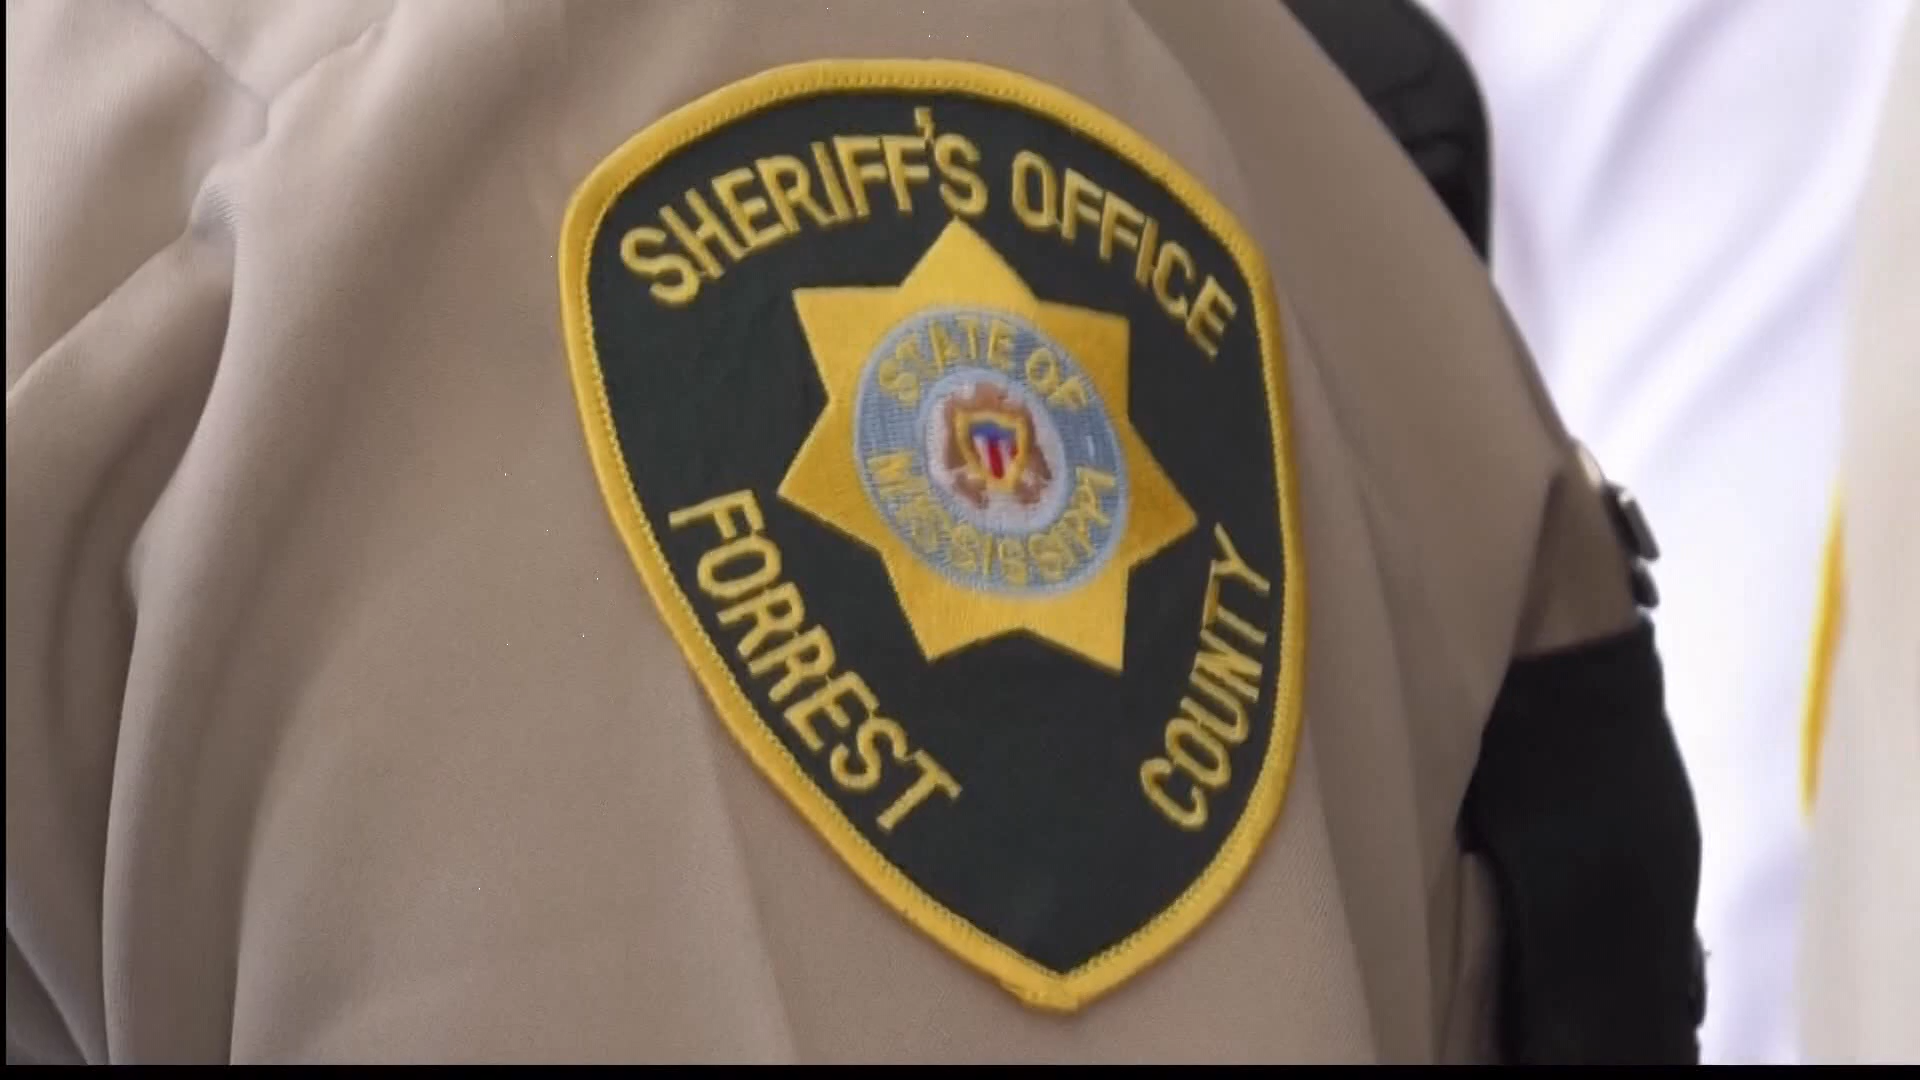 SHERIFF'S OFFICE
STATE OF
MISSISSIPPI
FORREST
COUNTY